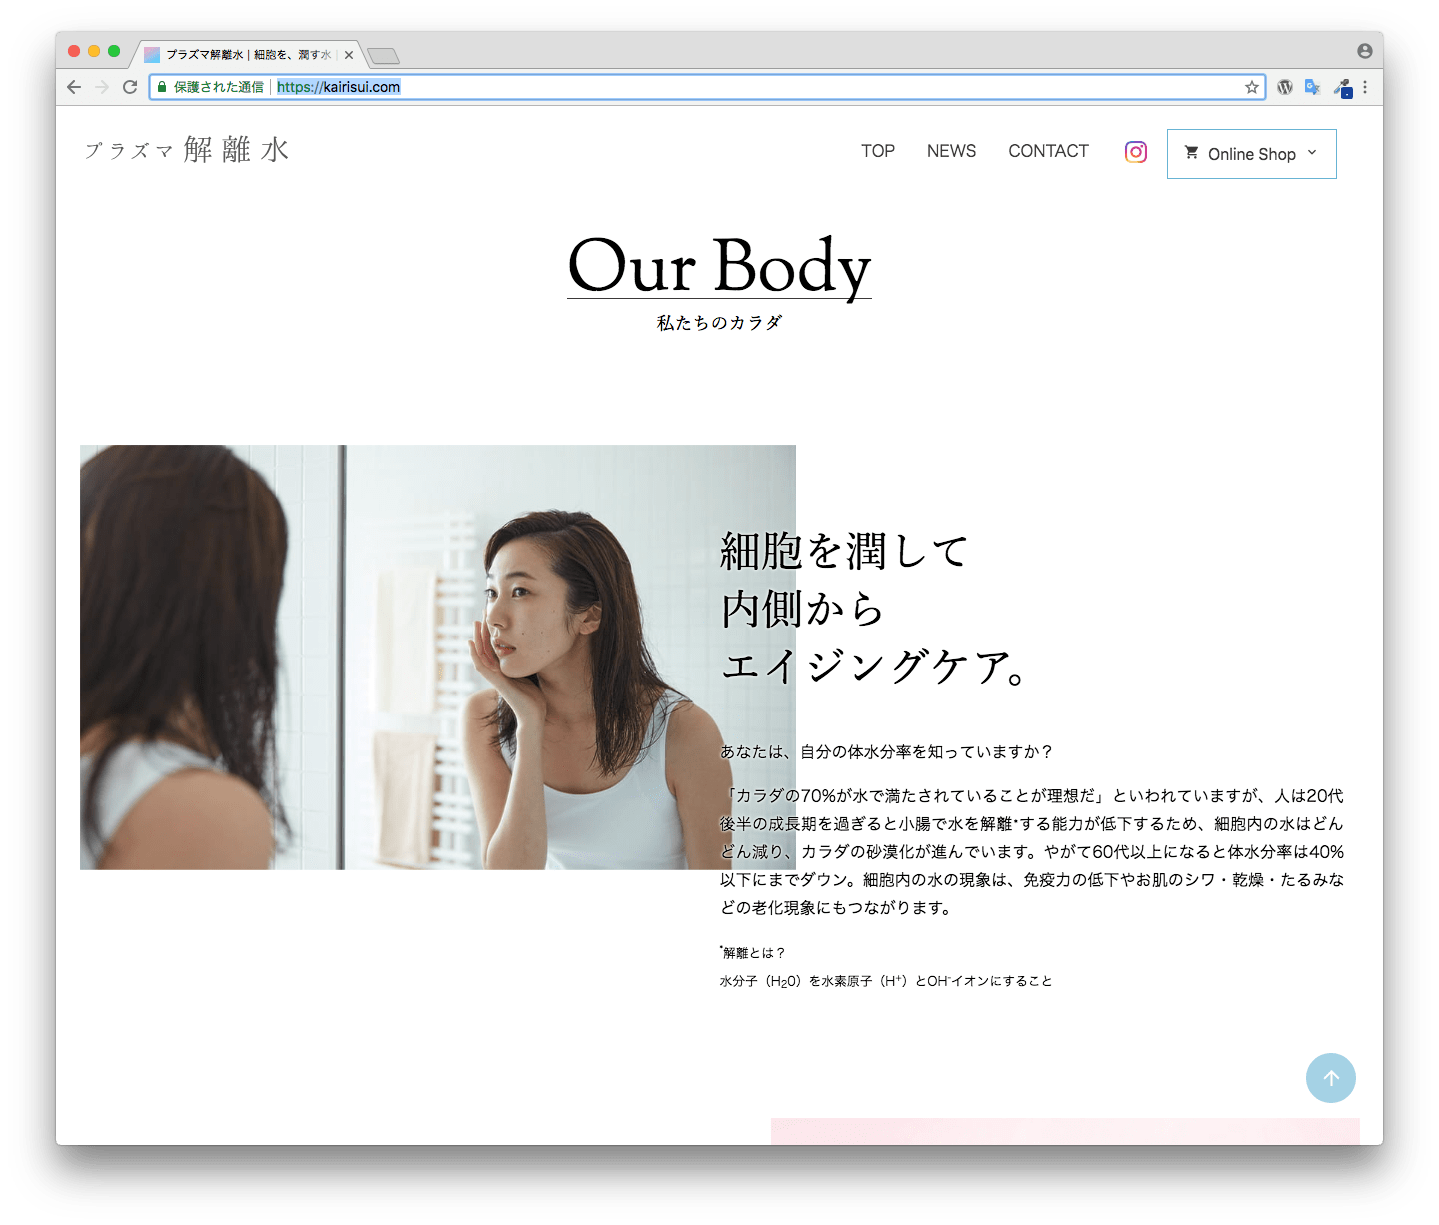 プラズマ解離水 | 細胞を、潤す水 |
保護された通信 | https://kairisui.com
プラズマ 解離水
TOP NEWS CONTACT Online Shop
Our Body
私たちのカラダ
細胞を潤して
内側から
エイジングケア。
あなたは、自分の体水分率を知っていますか？
「カラダの70%が水で満たされていることが理想だ」といわれていますが、人は20代
後半の成長期を過ぎると小腸で水を解離*する能力が低下するため、細胞内の水はどん
どん減り、カラダの砂漠化が進んでいます。やがて60代以上になると体水分率は40%
以下にまでダウン。細胞内の水の現象は、免疫力の低下やお肌のシワ・乾燥・たるみな
どの老化現象にもつながります。
*解離とは？
水分子（H₂0）を水素原子（H⁺）とOH⁻イオンにすること